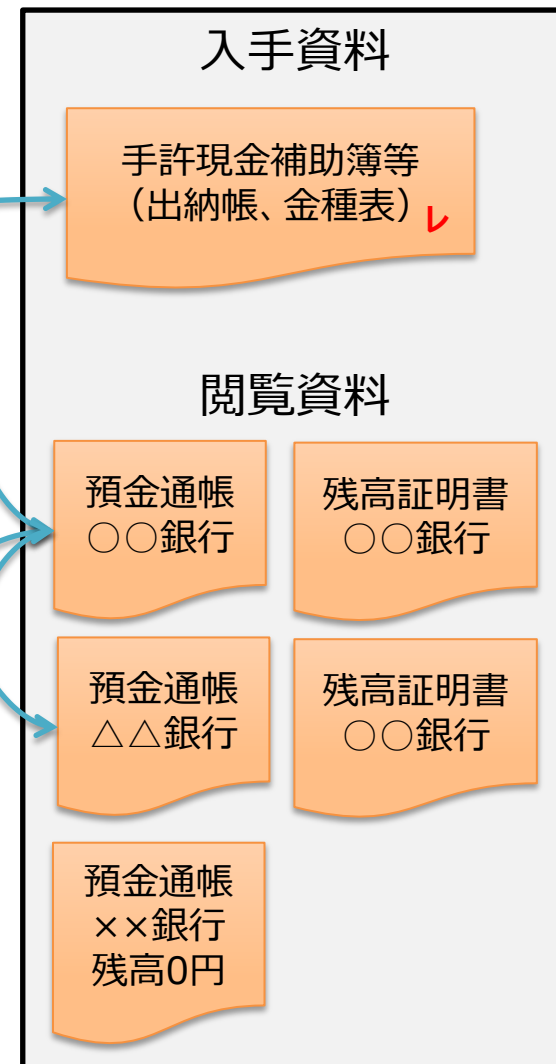 入手資料
手許現金補助簿等
（出納帳、金種表）レ
閲覧資料
預金通帳
○○銀行
残高証明書
○○銀行
預金通帳
△△銀行
残高証明書
○○銀行
預金通帳
××銀行
残高0円